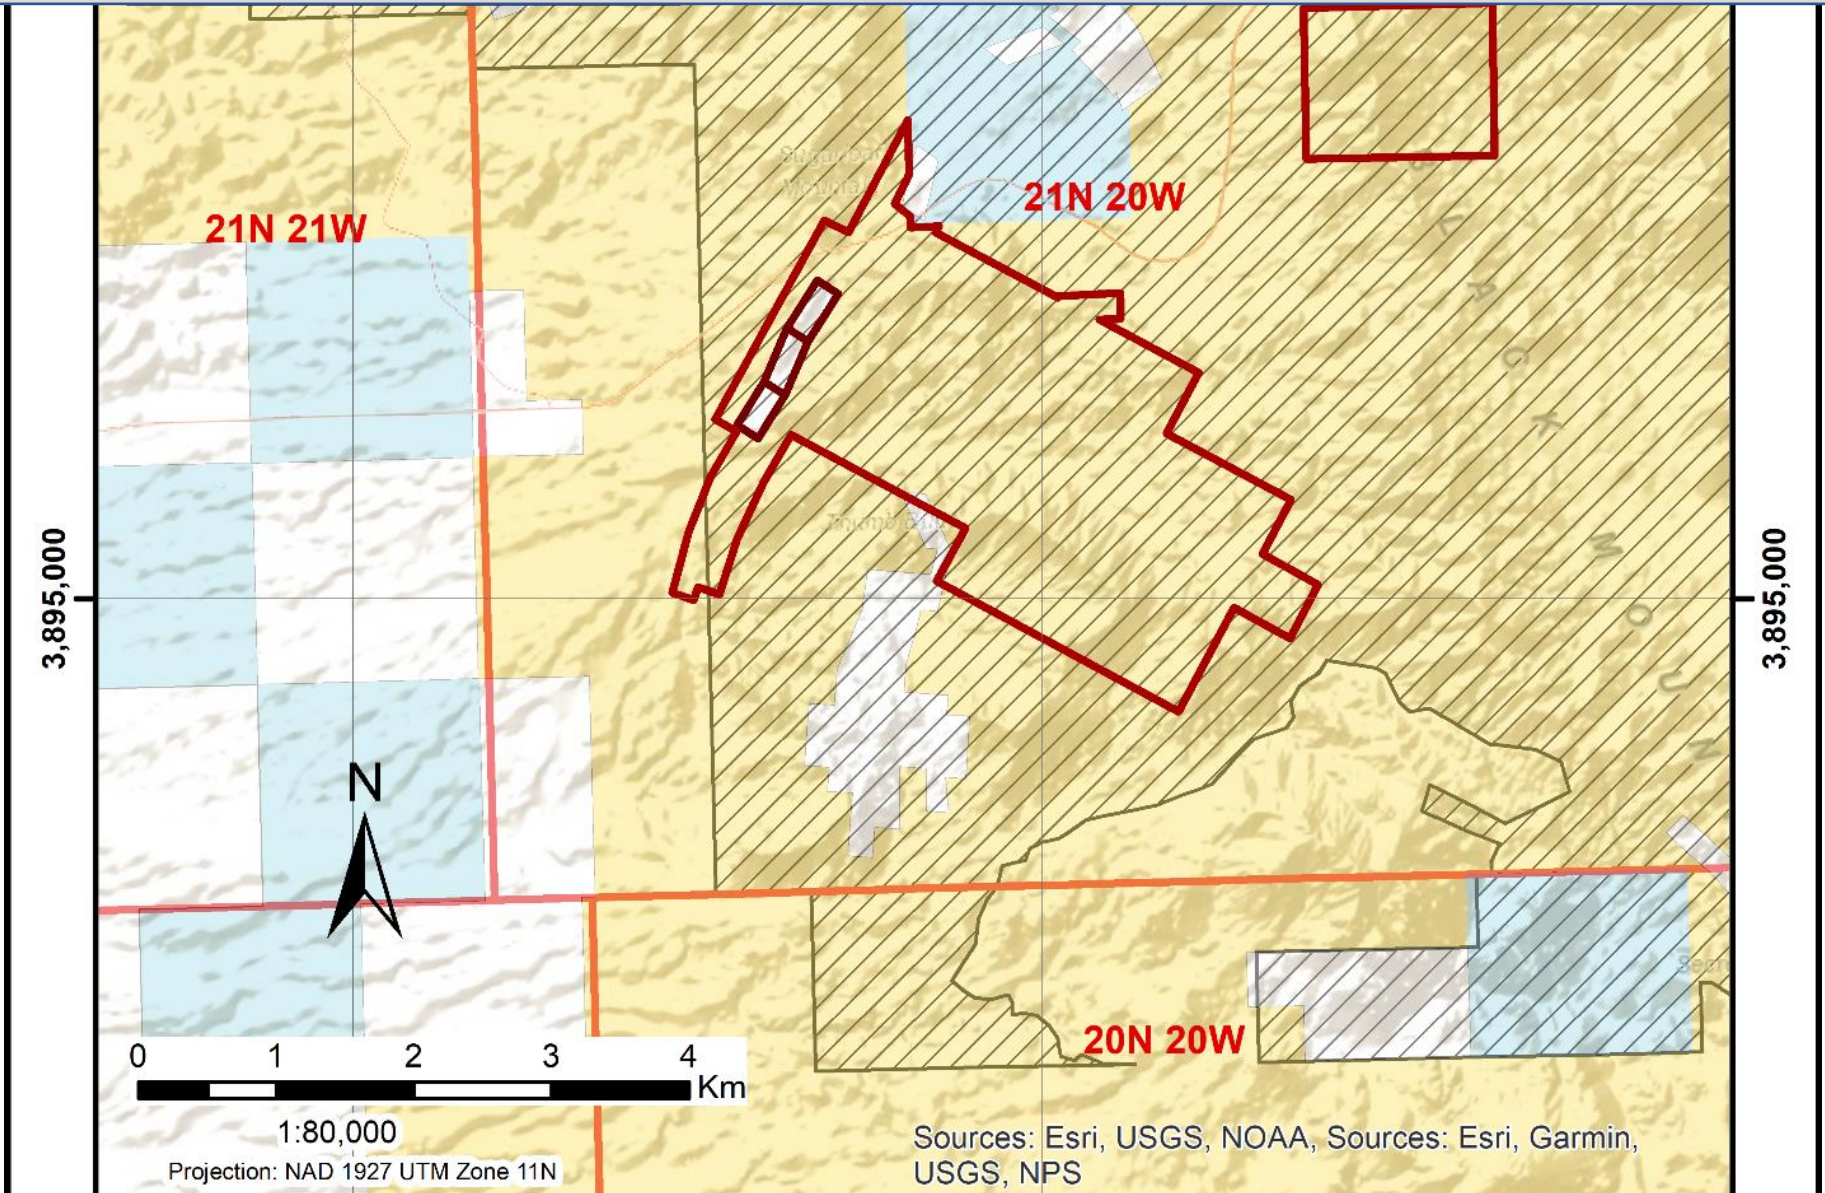 21N 20W
21N 21W
3,895,000
3,895,000
B L A C K M O U N
N
20N 20W
0 1 2 3 4
Km
1:80,000
Projection: NAD 1927 UTM Zone 11N
Sources: Esri, USGS, NOAA, Sources: Esri, Garmin,
USGS, NPS